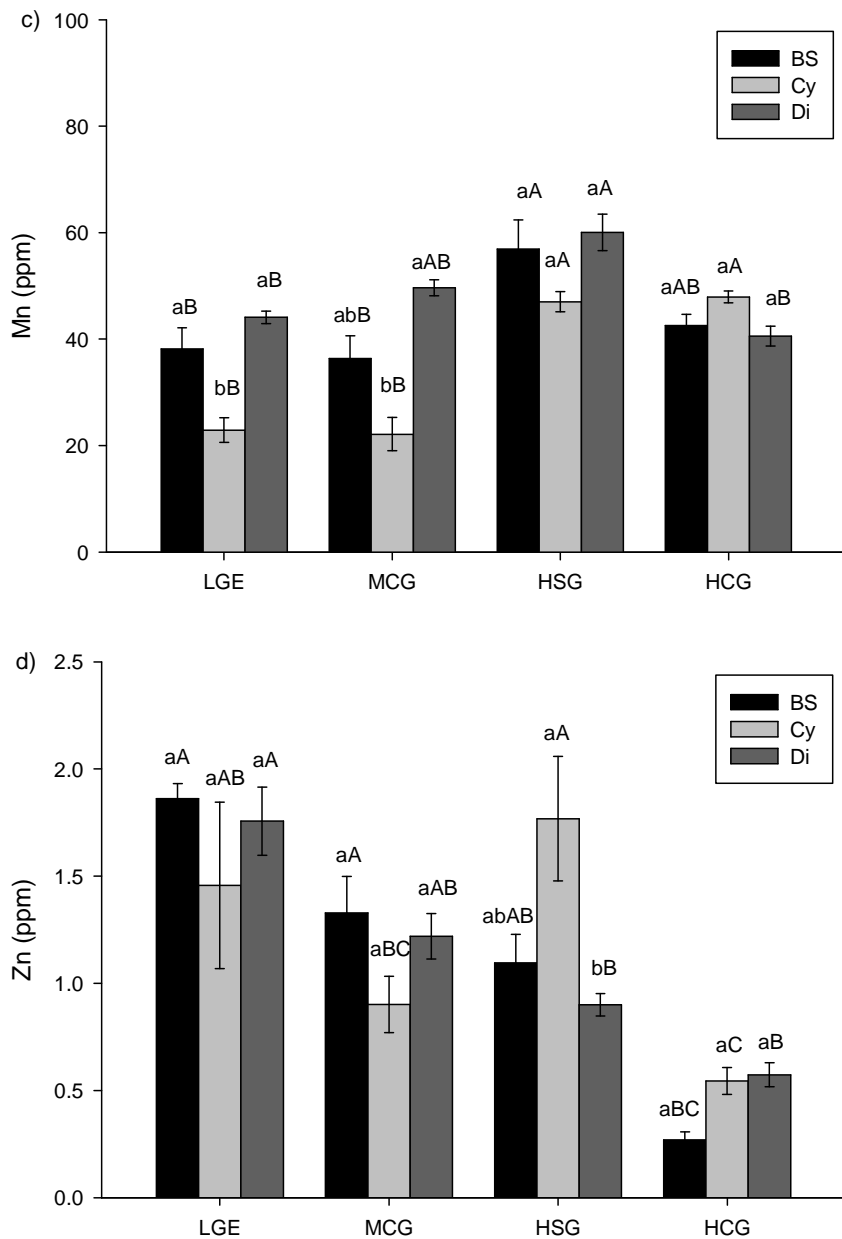 c)
100
80
60
40
20
0
Mn (ppm)
BS
Cy
Di
aB
bB
aB
abB
bB
aAB
aA
aA
aA
aAB
aA
aB
LGE
MCG
HSG
HCG
d)
2.5
2.0
1.5
1.0
0.5
0.0
Zn (ppm)
BS
Cy
Di
aA
aAB
aA
aA
aBC
aAB
abAB
aA
bB
aBC
aC
aB
LGE
MCG
HSG
HCG